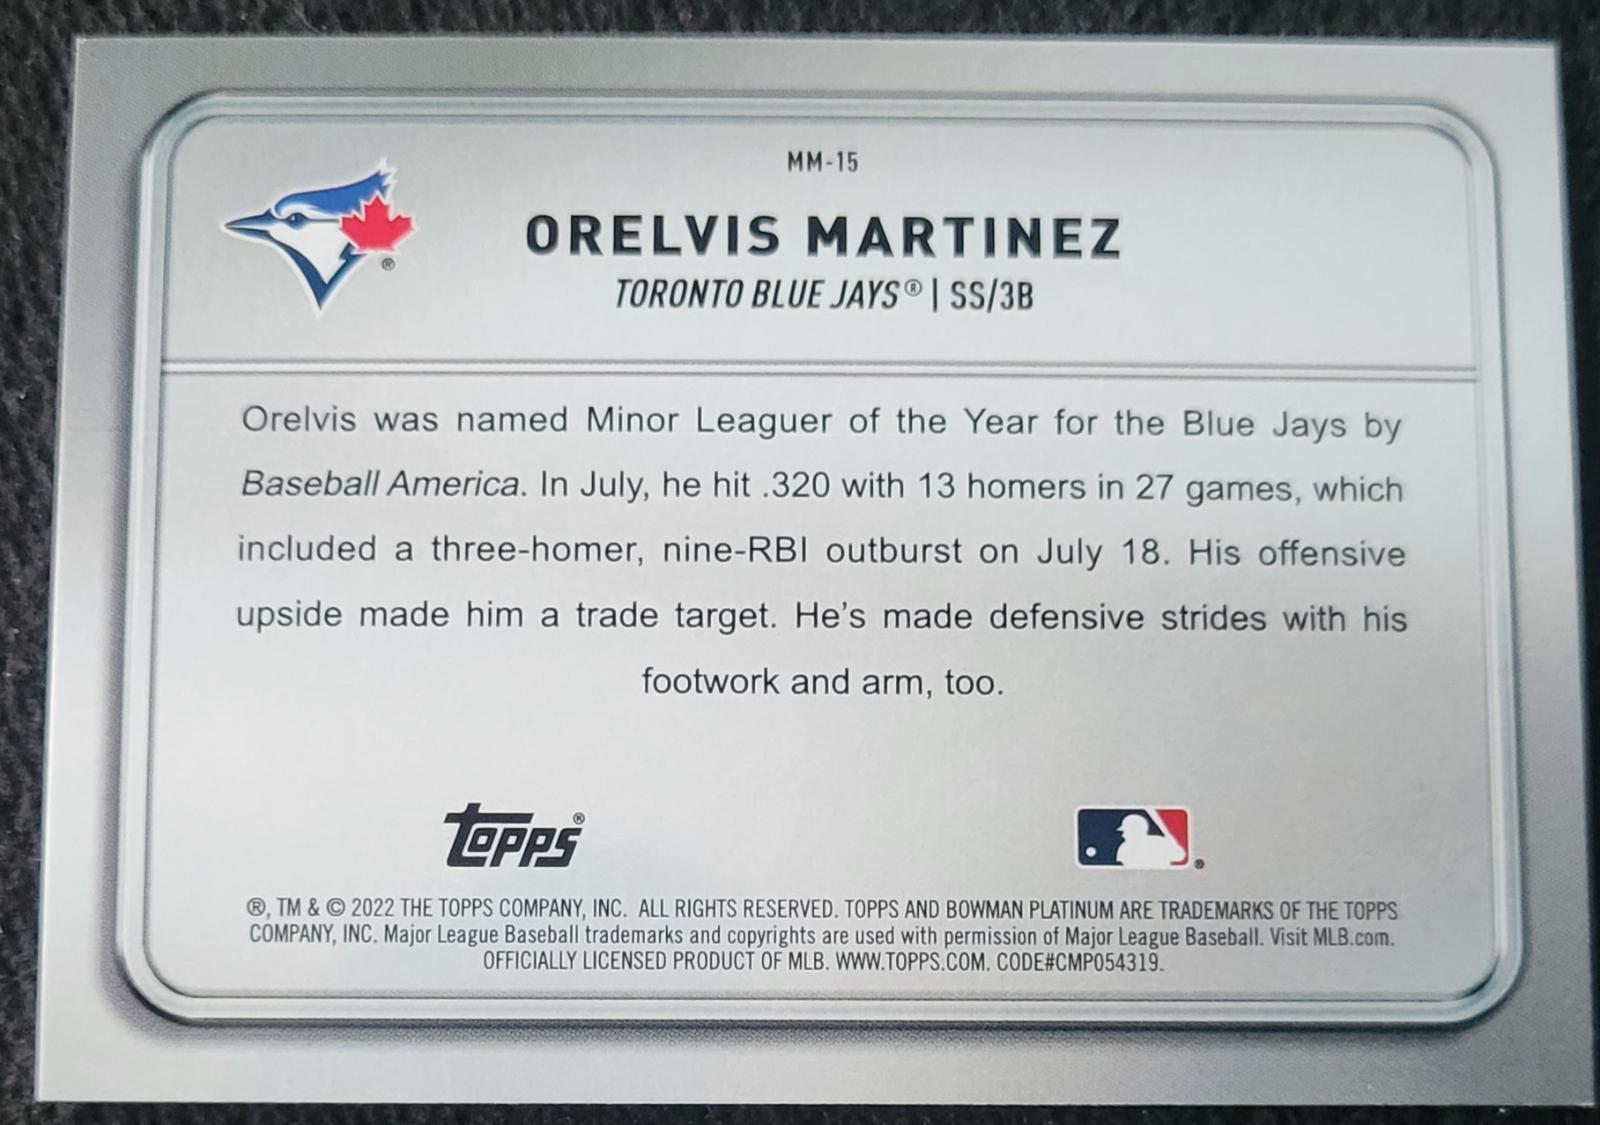 MM-15
ORELVIS MARTINEZ
TORONTO BLUE JAYS® | SS/3B
Orelvis was named Minor Leaguer of the Year for the Blue Jays by
Baseball America. In July, he hit .320 with 13 homers in 27 games, which
included a three-homer, nine-RBI outburst on July 18. His offensive
upside made him a trade target. He’s made defensive strides with his
footwork and arm, too.
topps®
®, TM & © 2022 THE TOPPS COMPANY, INC. ALL RIGHTS RESERVED. TOPPS AND BOWMAN PLATINUM ARE TRADEMARKS OF THE TOPPS
COMPANY, INC. Major League Baseball trademarks and copyrights are used with permission of Major League Baseball. Visit MLB.com.
OFFICIALLY LICENSED PRODUCT OF MLB. WWW.TOPPS.COM. CODE#CMP054319.